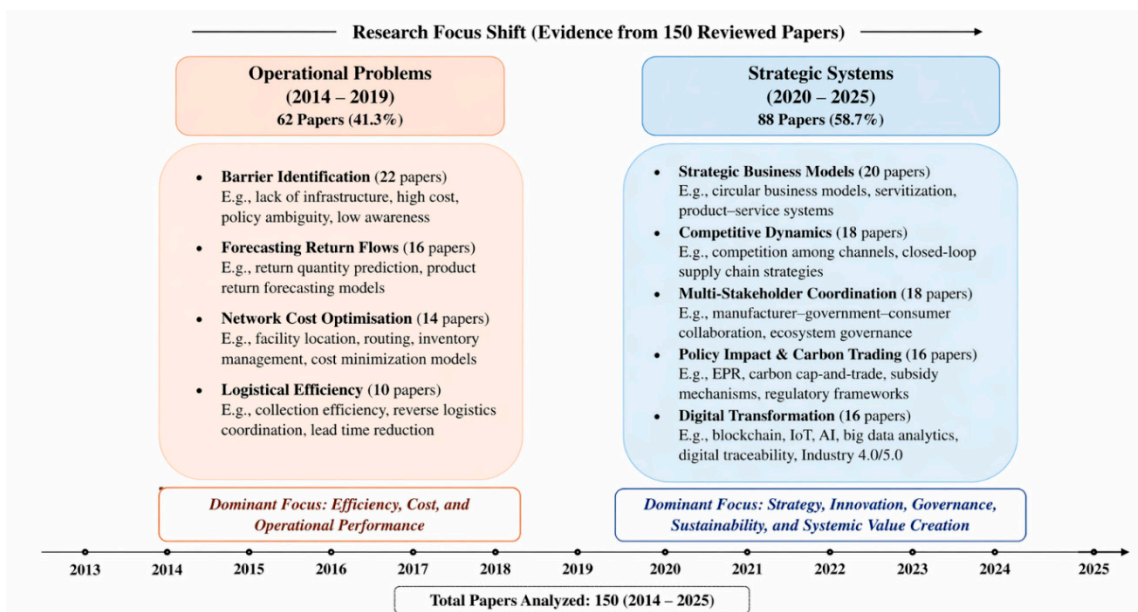 Research Focus Shift (Evidence from 150 Reviewed Papers)
Operational Problems
(2014 – 2019)
62 Papers (41.3%)
• Barrier Identification (22 papers)
E.g., lack of infrastructure, high cost,
policy ambiguity, low awareness
• Forecasting Return Flows (16 papers)
E.g., return quantity prediction, product
return forecasting models
• Network Cost Optimisation (14 papers)
E.g., facility location, routing, inventory
management, cost minimization models
• Logistical Efficiency (10 papers)
E.g., collection efficiency, reverse logistics
coordination, lead time reduction
Dominant Focus: Efficiency, Cost, and
Operational Performance
Strategic Systems
(2020 – 2025)
88 Papers (58.7%)
• Strategic Business Models (20 papers)
E.g., circular business models, servitization,
product–service systems
• Competitive Dynamics (18 papers)
E.g., competition among channels, closed-loop
supply chain strategies
• Multi-Stakeholder Coordination (18 papers)
E.g., manufacturer–government–consumer
collaboration, ecosystem governance
• Policy Impact & Carbon Trading (16 papers)
E.g., EPR, carbon cap-and-trade, subsidy
mechanisms, regulatory frameworks
• Digital Transformation (16 papers)
E.g., blockchain, IoT, AI, big data analytics,
digital traceability, Industry 4.0/5.0
Dominant Focus: Strategy, Innovation, Governance,
Sustainability, and Systemic Value Creation
2013 2014 2015 2016 2017 2018 2019 2020 2021 2022 2023 2024 2025
Total Papers Analyzed: 150 (2014 – 2025)